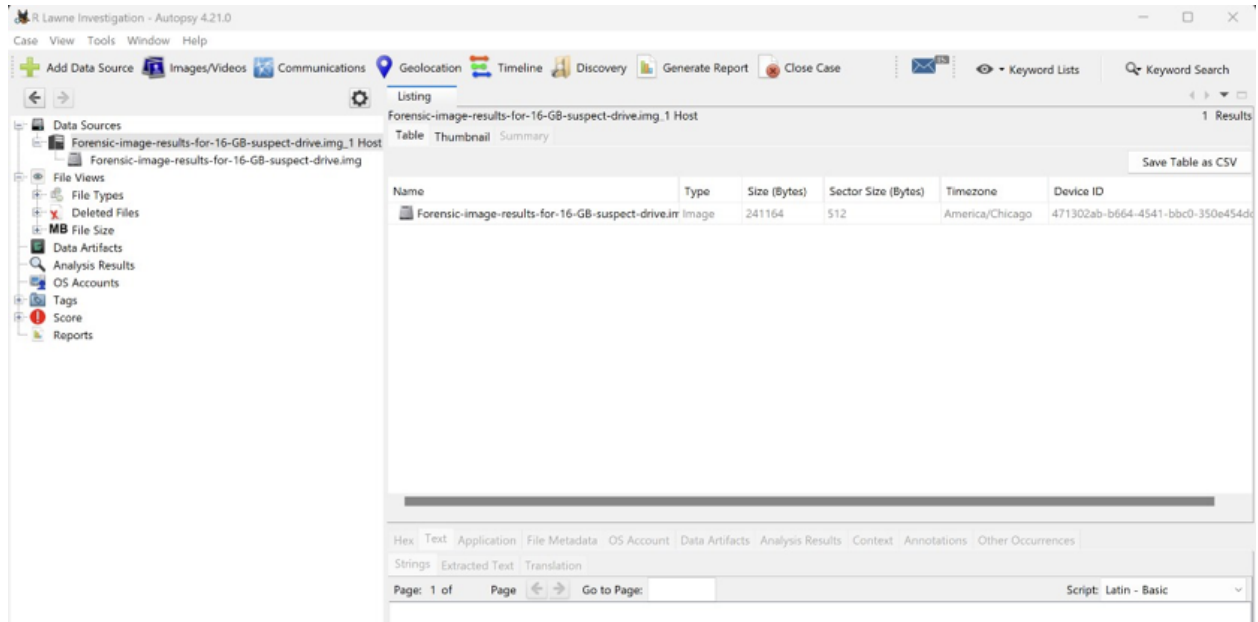 R Lawne Investigation - Autopsy 4.21.0
Case View Tools Window Help
Add Data Source Images/Videos Communications Geolocation Timeline Discovery Generate Report Close Case Keyword Lists Keyword Search
Listing
Forensic-image-results-for-16-GB-suspect-drive.img_1 Host 1 Results
Table Thumbnail Summary
Save Table as CSV
Name Type Size (Bytes) Sector Size (Bytes) Timezone Device ID
Forensic-image-results-for-16-GB-suspect-drive.im Image 241164 512 America/Chicago 471302ab-b664-4541-bbc0-350e454dc
Data Sources
Forensic-image-results-for-16-GB-suspect-drive.img_1 Host
Forensic-image-results-for-16-GB-suspect-drive.img
File Views
File Types
Deleted Files
MB File Size
Data Artifacts
Analysis Results
OS Accounts
Tags
Score
Reports
Hex Text Application File Metadata OS Account Data Artifacts Analysis Results Context Annotations Other Occurrences
Strings Extracted Text Translation
Page: 1 of Page Go to Page: Script: Latin - Basic